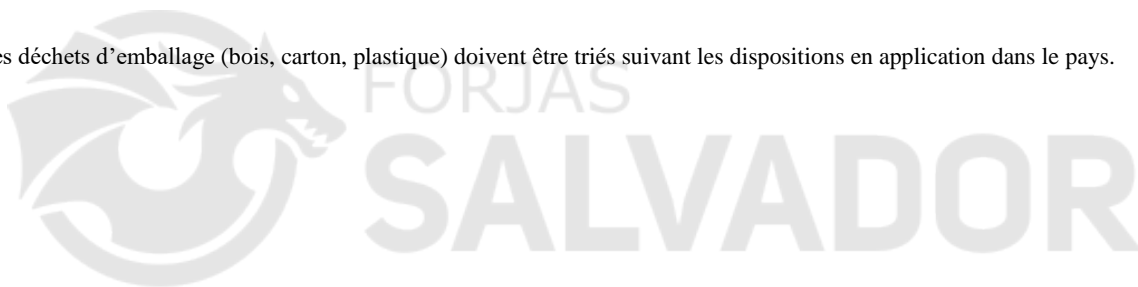 es déchets d’emballage (bois, carton, plastique) doivent être triés suivant les dispositions en application dans le pays.
FORJAS
SALVADOR